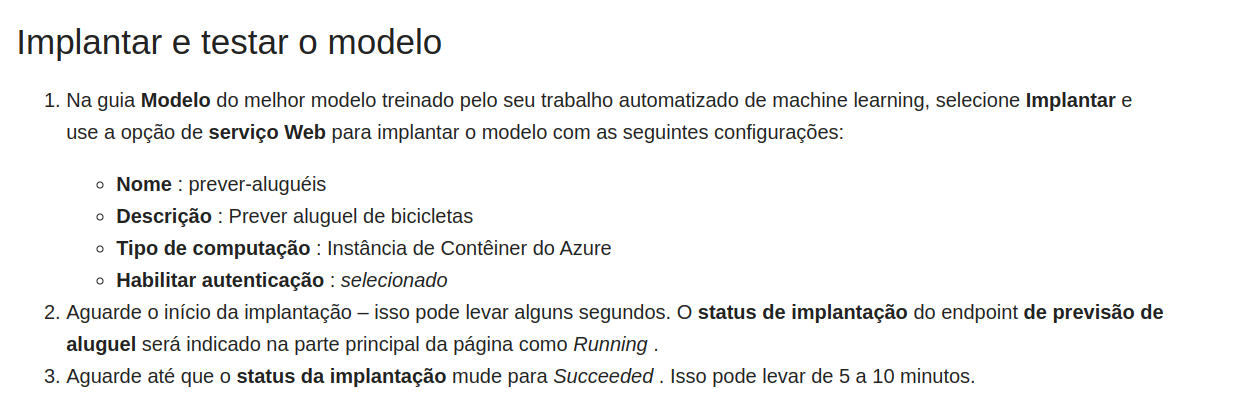 Implantar e testar o modelo
1. Na guia Modelo do melhor modelo treinado pelo seu trabalho automatizado de machine learning, selecione Implantar e
use a opção de serviço Web para implantar o modelo com as seguintes configurações:
◦ Nome : prever-aluguéis
◦ Descrição : Prever aluguel de bicicletas
◦ Tipo de computação : Instância de Contêiner do Azure
◦ Habilitar autenticação : selecionado
2. Aguarde o início da implantação – isso pode levar alguns segundos. O status de implantação do endpoint de previsão de
aluguel será indicado na parte principal da página como Running .
3. Aguarde até que o status da implantação mude para Succeeded . Isso pode levar de 5 a 10 minutos.